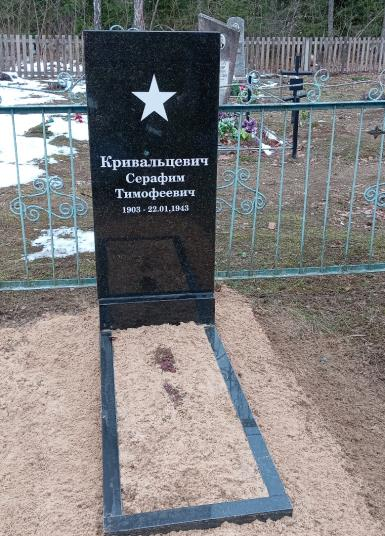 Кривальцевич
Серафим
Тимофеевич
1903 - 22.01.1943